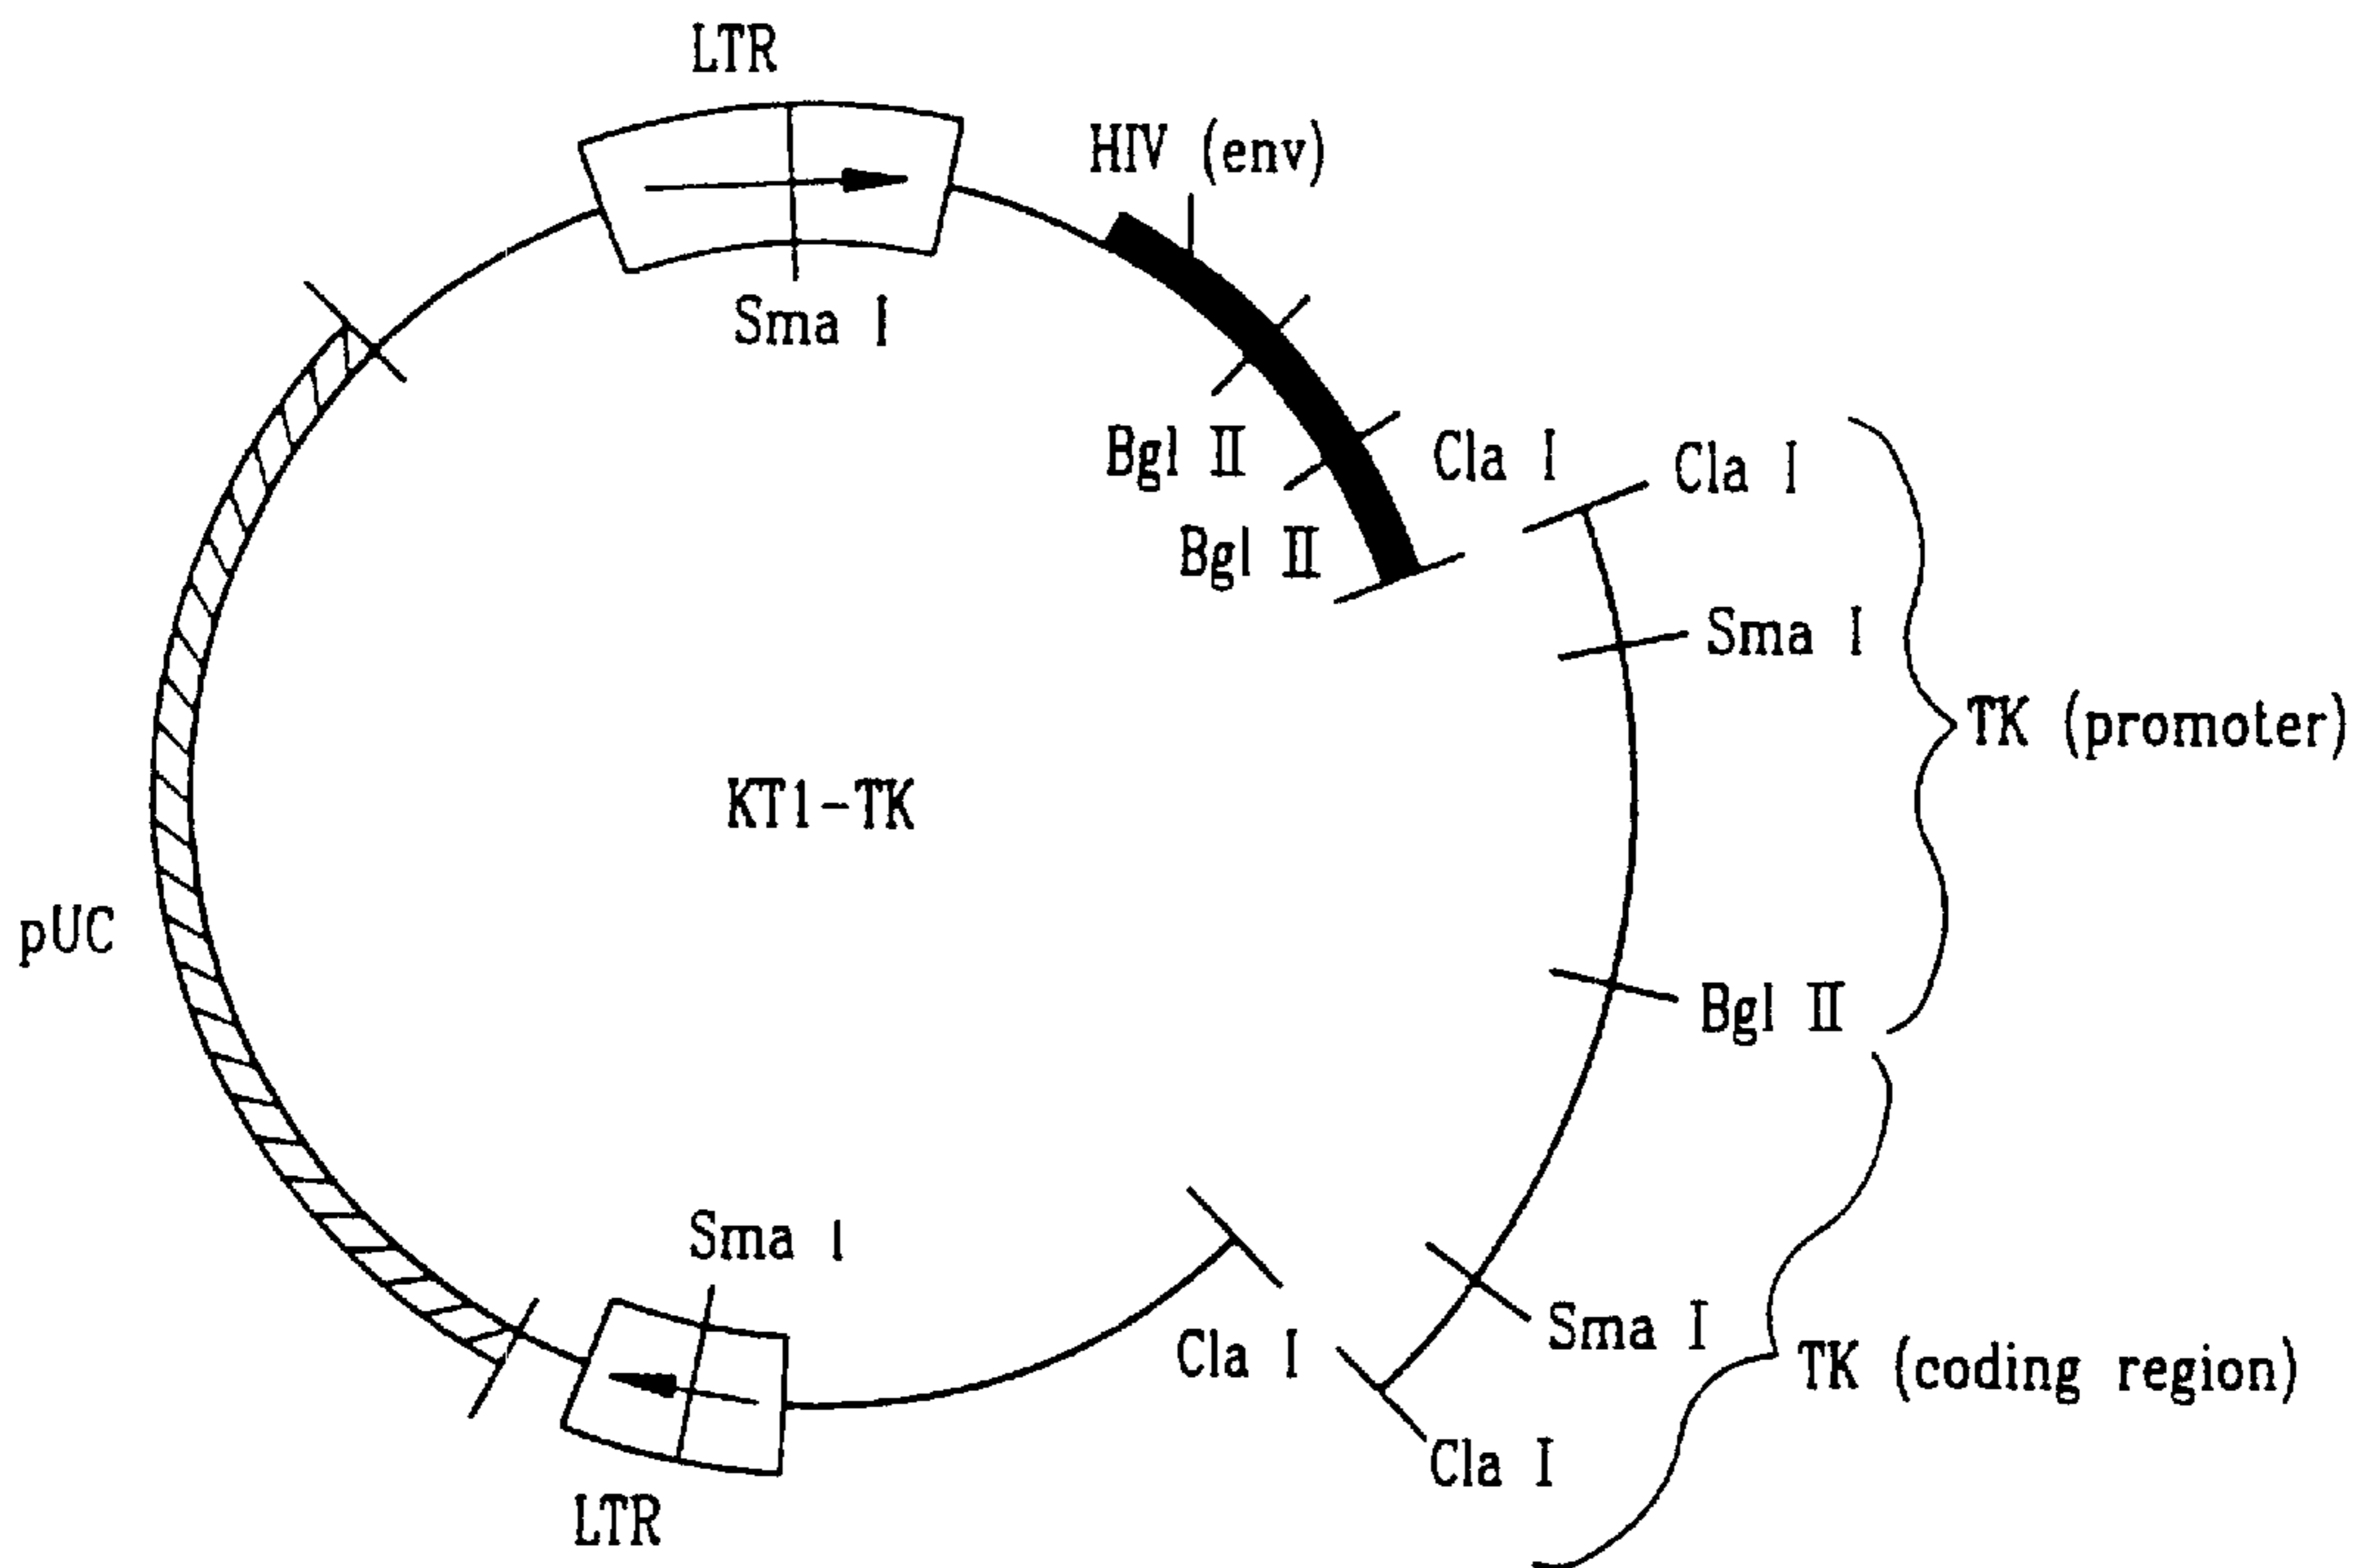 LTR
HIV (env)
Sma I
Bgl II
Cla I
Cla I
Bgl II
Sma I
TK (promoter)
KT1-TK
pUC
Bgl II
Sma I
Sma I
Cla I
TK (coding region)
Cla I
LTR